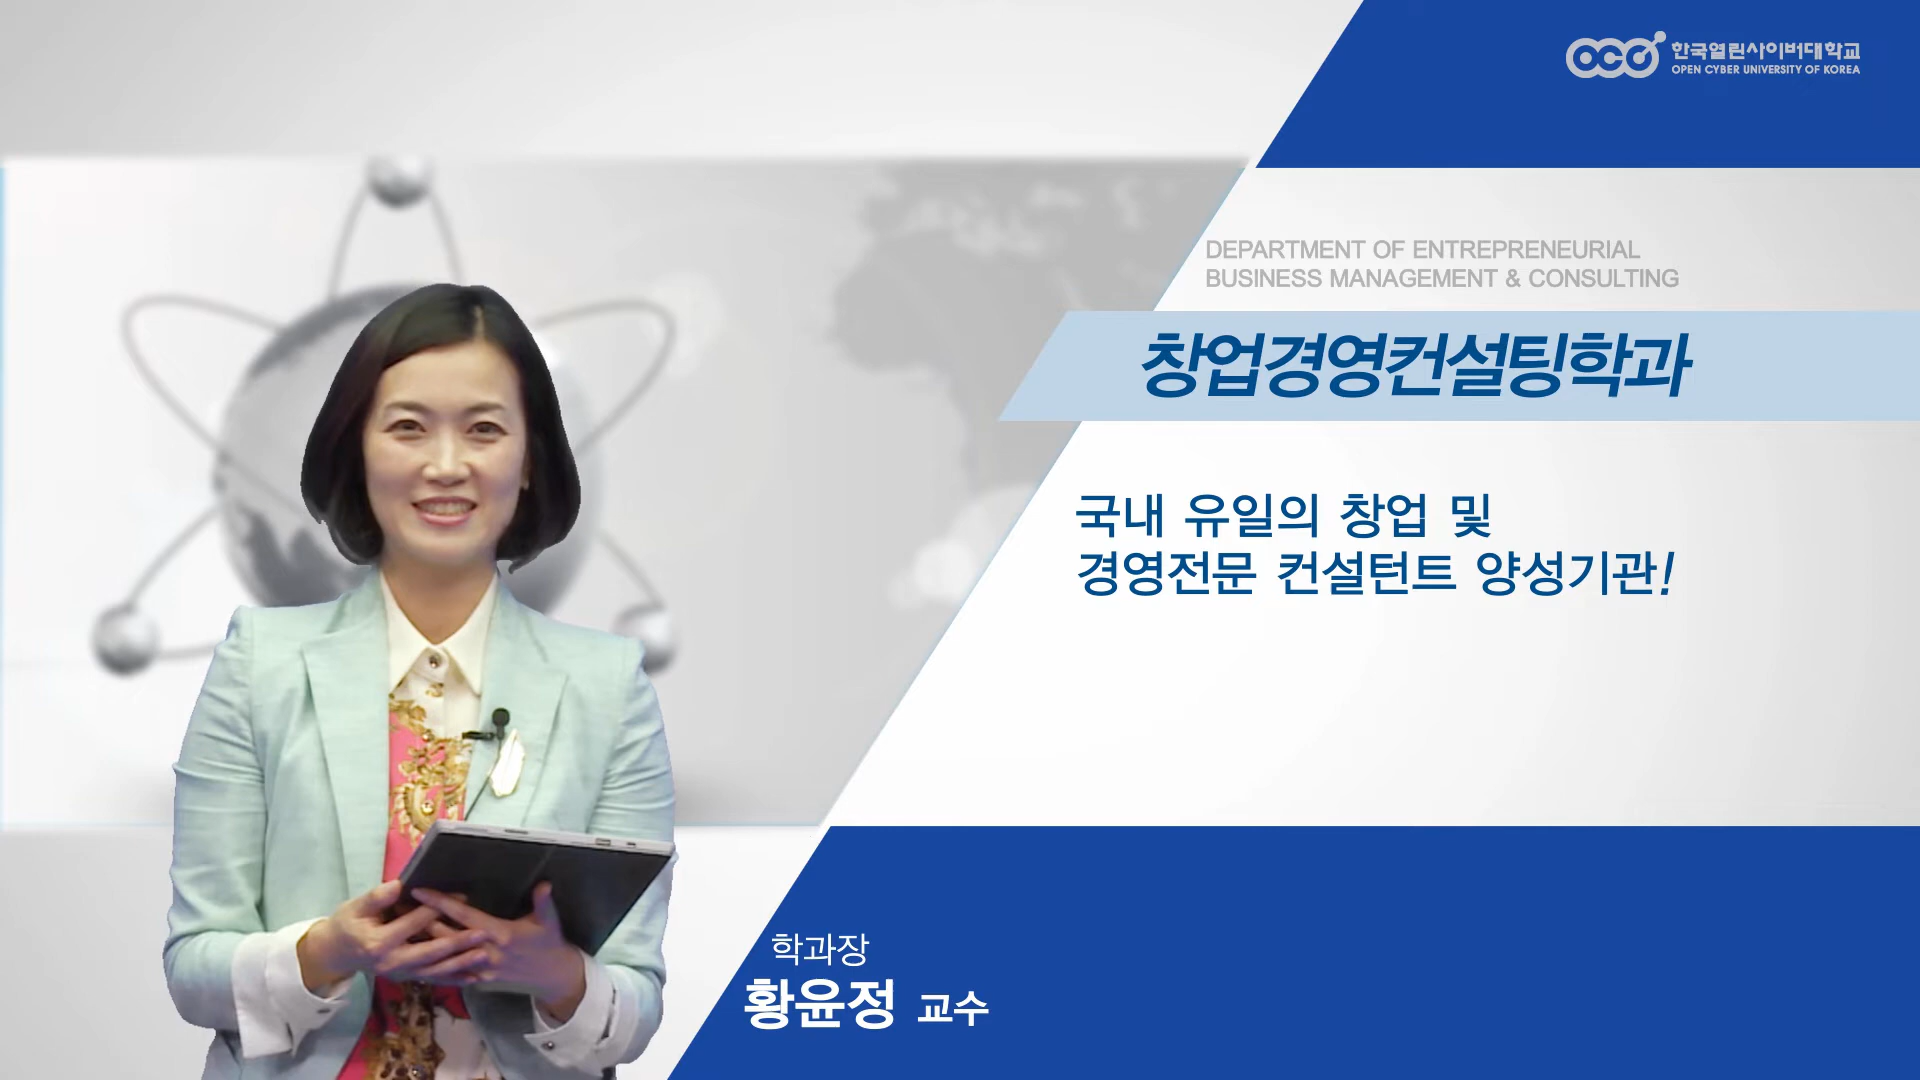 한국열린사이버대학교
OPEN CYBER UNIVERSITY OF KOREA
DEPARTMENT OF ENTREPRENEURIAL
BUSINESS MANAGEMENT & CONSULTING
창업경영컨설팅학과
국내 유일의 창업 및
경영전문 컨설턴트 양성기관!
학과장
황윤정 교수